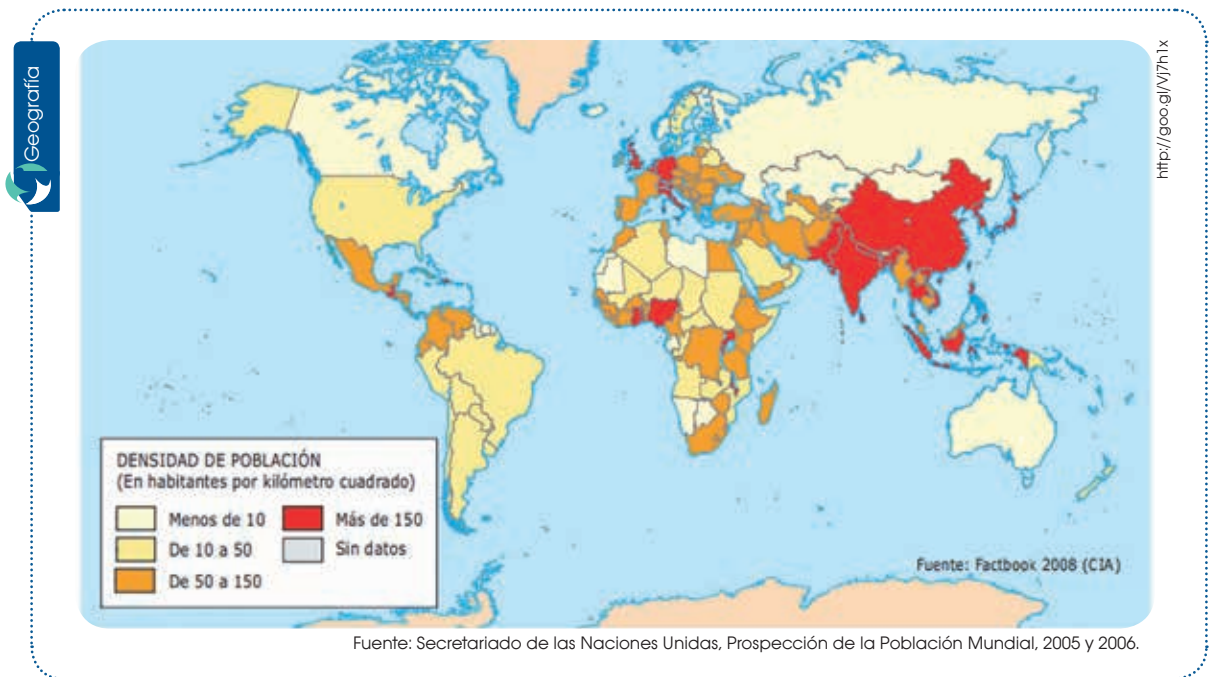 Geografía
http://goo.gl/Vj7h1x
DENSIDAD DE POBLACIÓN
(En habitantes por kilómetro cuadrado)
Menos de 10
Más de 150
De 10 a 50
Sin datos
De 50 a 150
Fuente: Factbook 2008 (CIA)
Fuente: Secretariado de las Naciones Unidas, Prospección de la Población Mundial, 2005 y 2006.